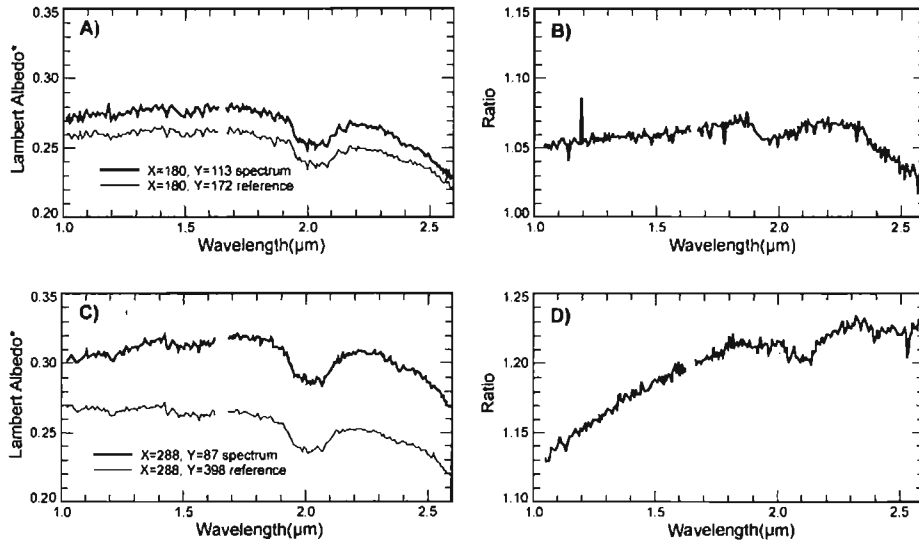 A)
0.35
0.30
0.25
0.20
Lambert Albedo*
X=180, Y=113 spectrum
X=180, Y=172 reference
1.0 1.5 2.0 2.5
Wavelength(µm)
B)
1.15
1.10
1.05
1.00
Ratio
1.0 1.5 2.0 2.5
Wavelength(µm)
C)
0.35
0.30
0.25
0.20
Lambert Albedo*
X=288, Y=87 spectrum
X=288, Y=398 reference
1.0 1.5 2.0 2.5
Wavelength(µm)
D)
1.25
1.20
1.15
1.10
Ratio
1.0 1.5 2.0 2.5
Wavelength(µm)